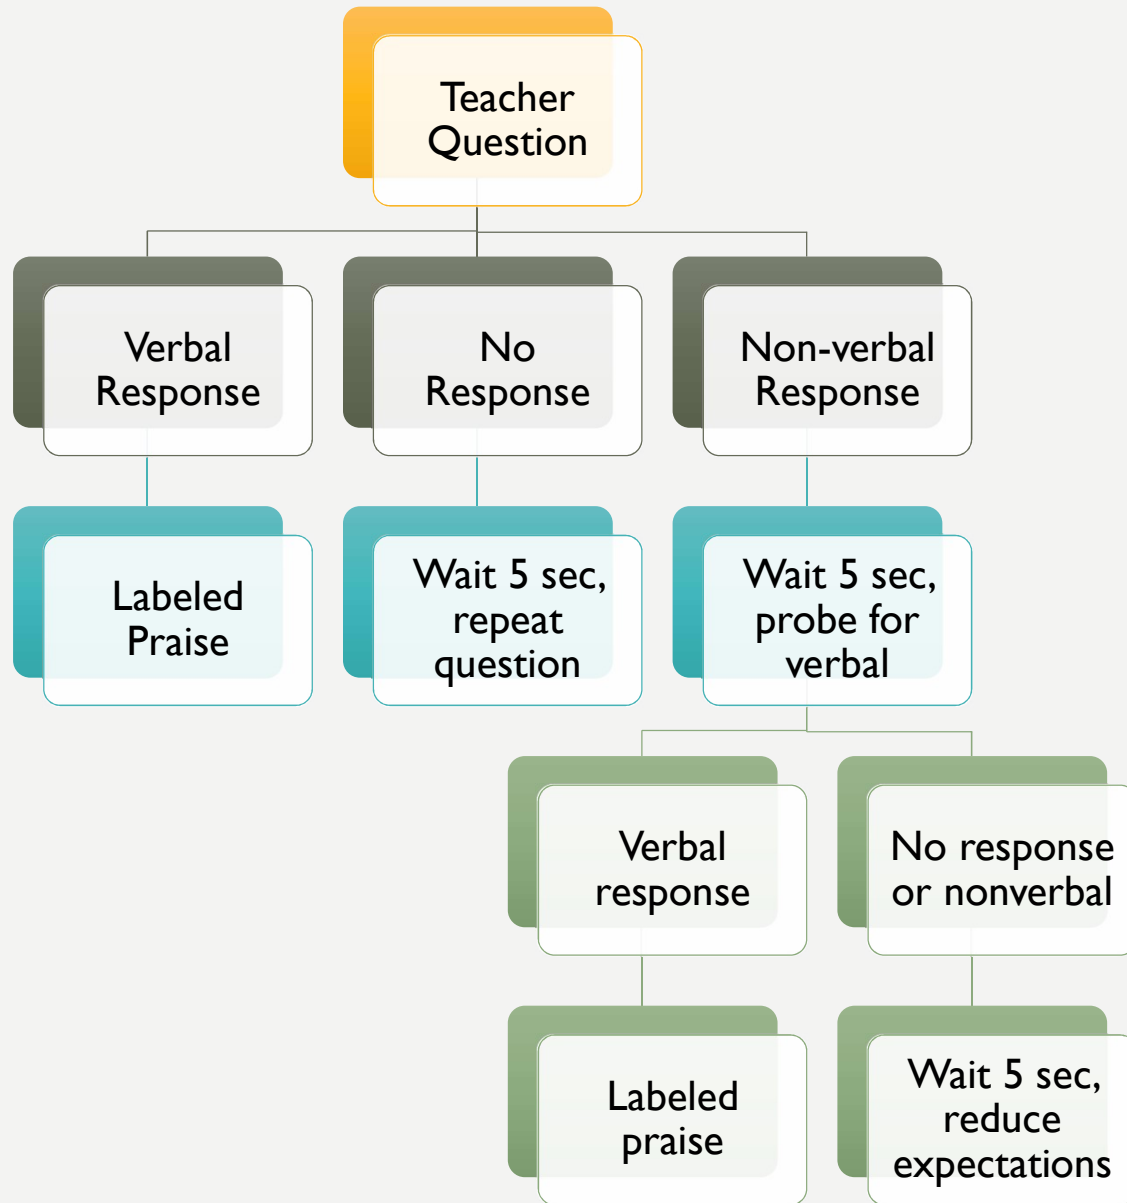 Teacher
Question
Verbal
Response
No
Response
Non-verbal
Response
Labeled
Praise
Wait 5 sec,
repeat
question
Wait 5 sec,
probe for
verbal
Verbal
response
No response
or nonverbal
Labeled
praise
Wait 5 sec,
reduce
expectations